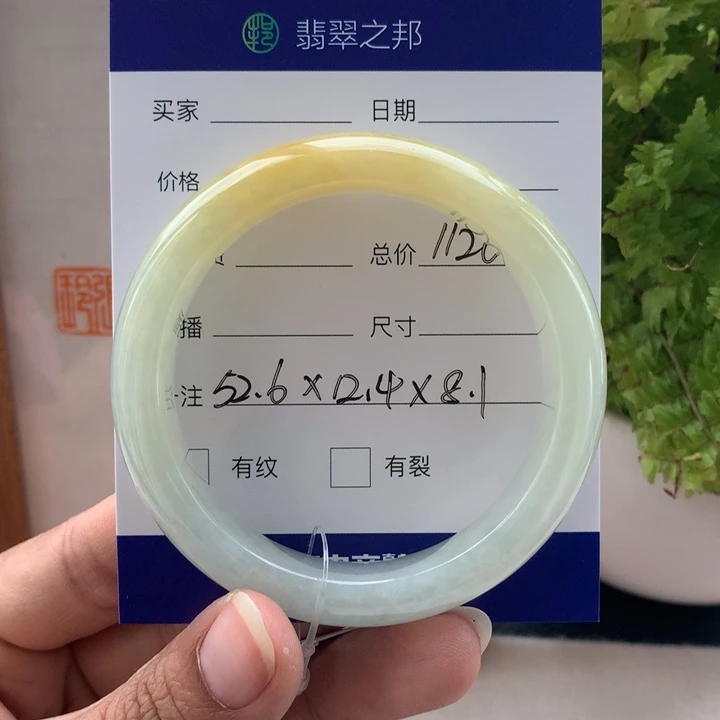 翡翠之邦
买家 日期
价格
总价 1120
播 尺寸
注 52.6×12.4×8.1
有纹 有裂